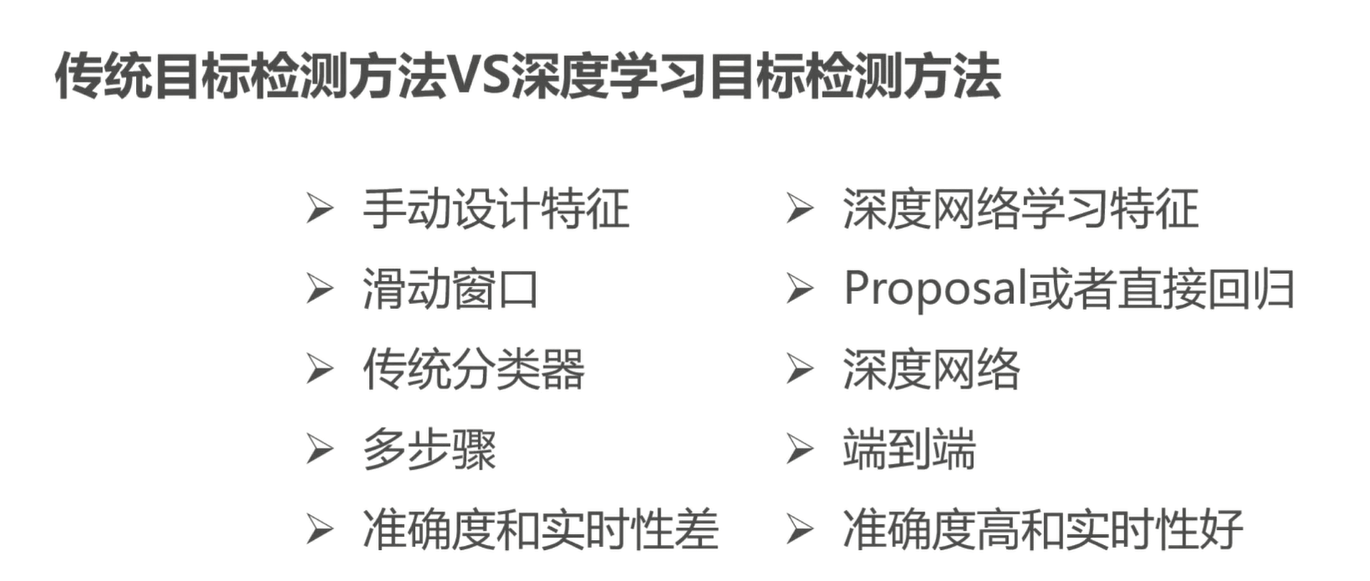 传统目标检测方法VS深度学习目标检测方法
➢ 手动设计特征 ➢ 深度网络学习特征
➢ 滑动窗口 ➢ Proposal或者直接回归
➢ 传统分类器 ➢ 深度网络
➢ 多步骤 ➢ 端到端
➢ 准确度和实时性差 ➢ 准确度高和实时性好